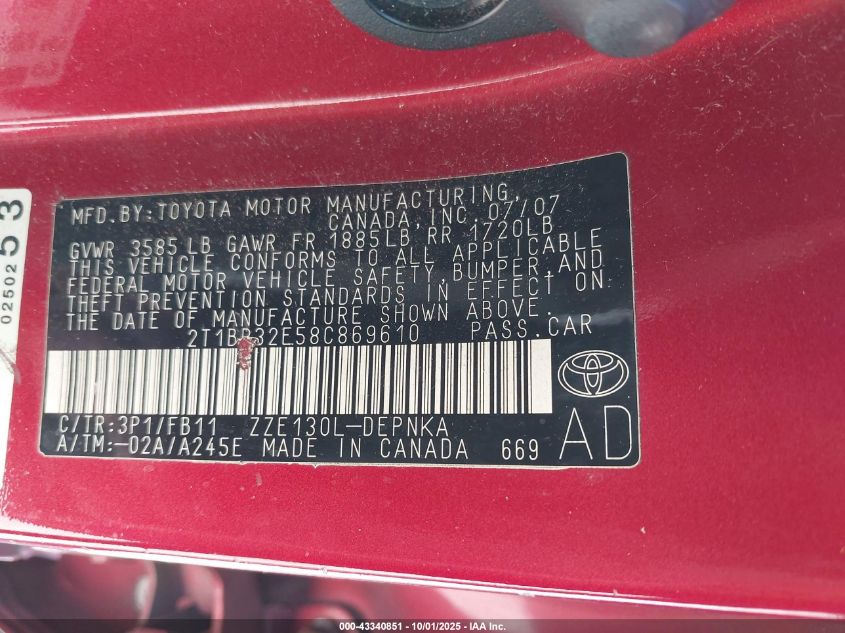 MFD. BY: TOYOTA MOTOR MANUFACTURING
CANADA, INC. 07/07
GVWR 3585 LB GAWR FR 1885LB RR 1720LB
THIS VEHICLE CONFORMS TO ALL APPLICABLE
FEDERAL MOTOR VEHICLE SAFETY, BUMPER, AND
THEFT PREVENTION STANDARDS IN EFFECT ON
THE DATE OF MANUFACTURE SHOWN ABOVE.
PASS. CAR
C/TR: 3P1/FB11 ZZE130L-DEPNKA
A/TM: -02A/A245E MADE IN CANADA 669
AD
02502 53
000-43340851 | 10/01/2025 | IAA Inc.